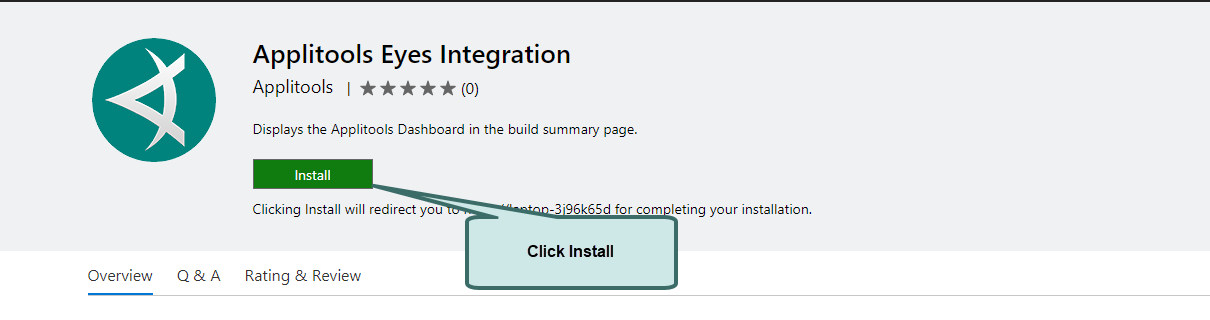 Applitools Eyes Integration
Applitools | (0)
Displays the Applitools Dashboard in the build summary page.
Install
Clicking Install will redirect you to laptop-3j96k65d for completing your installation.
Click Install
Overview Q & A Rating & Review